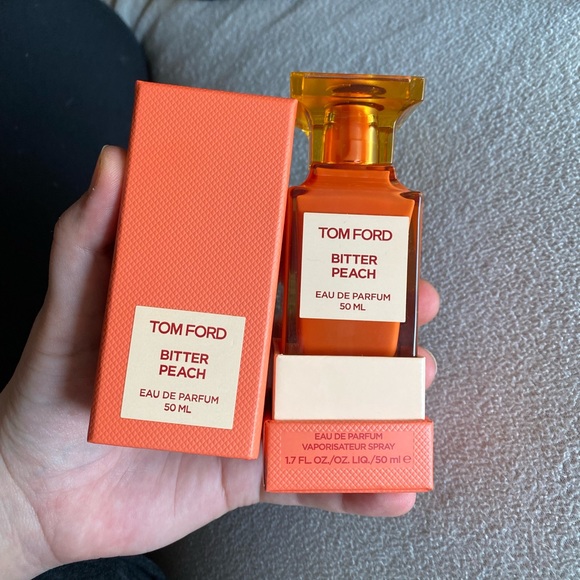 TOM FORD
BITTER
PEACH
EAU DE PARFUM
50 ML
TOM FORD
BITTER
PEACH
EAU DE PARFUM
50 ML
EAU DE PARFUM
VAPORISATEUR SPRAY
1.7 FL. OZ./OZ. LIQ./50 ml ℮